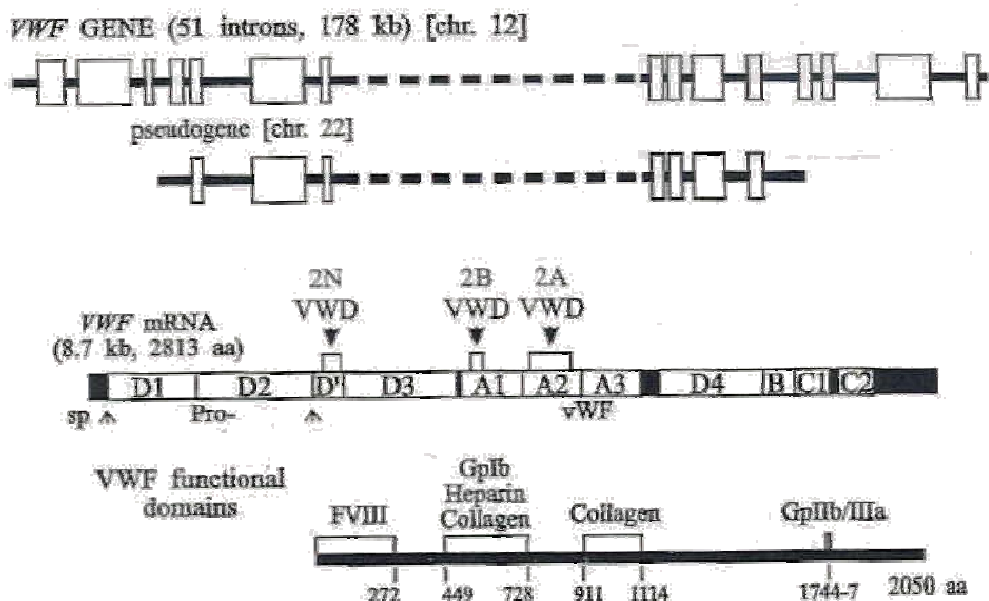 VWF GENE (51 introns, 178 kb) [chr. 12]
pseudogene [chr. 22]
2N VWD
2B VWD
2A VWD
VWF mRNA
(8.7 kb, 2813 aa)
D1 D2 D' D3 A1 A2 A3 D4 B C1 C2
sp Pro- vWF
VWF functional
domains
FVIII
GpIb
Heparin
Collagen
Collagen
GpIIb/IIIa
272 449 728 911 1114 1744-7 2050 aa